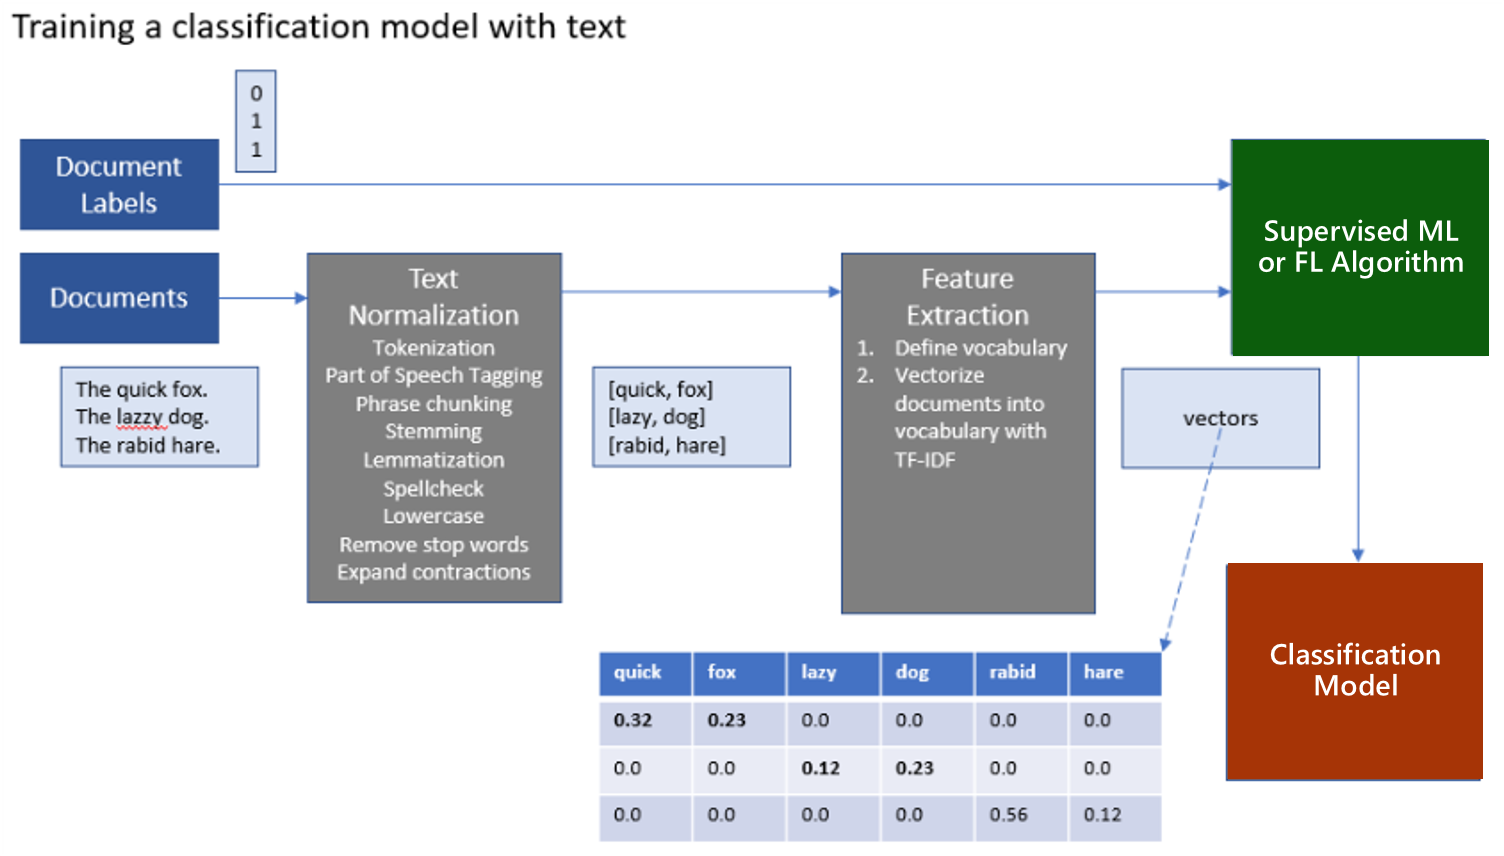 Training a classification model with text
0
1
1
Document
Labels
Supervised ML
or FL Algorithm
Documents
The quick fox.
The lazzy dog.
The rabid hare.
Text
Normalization
Tokenization
Part of Speech Tagging
Phrase chunking
Stemming
Lemmatization
Spellcheck
Lowercase
Remove stop words
Expand contractions
[quick, fox]
[lazy, dog]
[rabid, hare]
Feature
Extraction
1. Define vocabulary
2. Vectorize
documents into
vocabulary with
TF-IDF
vectors
Classification
Model
quick fox lazy dog rabid hare
0.32 0.23 0.0 0.0 0.0 0.0
0.0 0.0 0.12 0.23 0.0 0.0
0.0 0.0 0.0 0.0 0.56 0.12